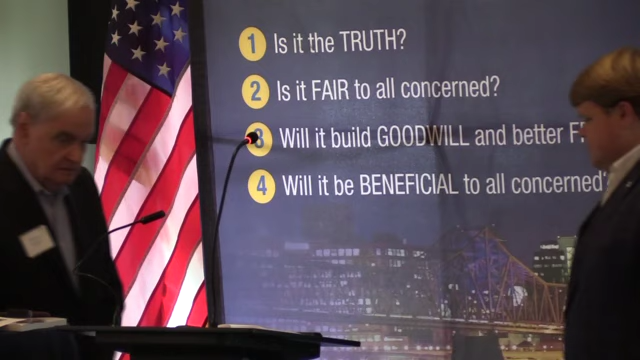 1 Is it the TRUTH?
2 Is it FAIR to all concerned?
3 Will it build GOODWILL and better
4 Will it be BENEFICIAL to all concerned?